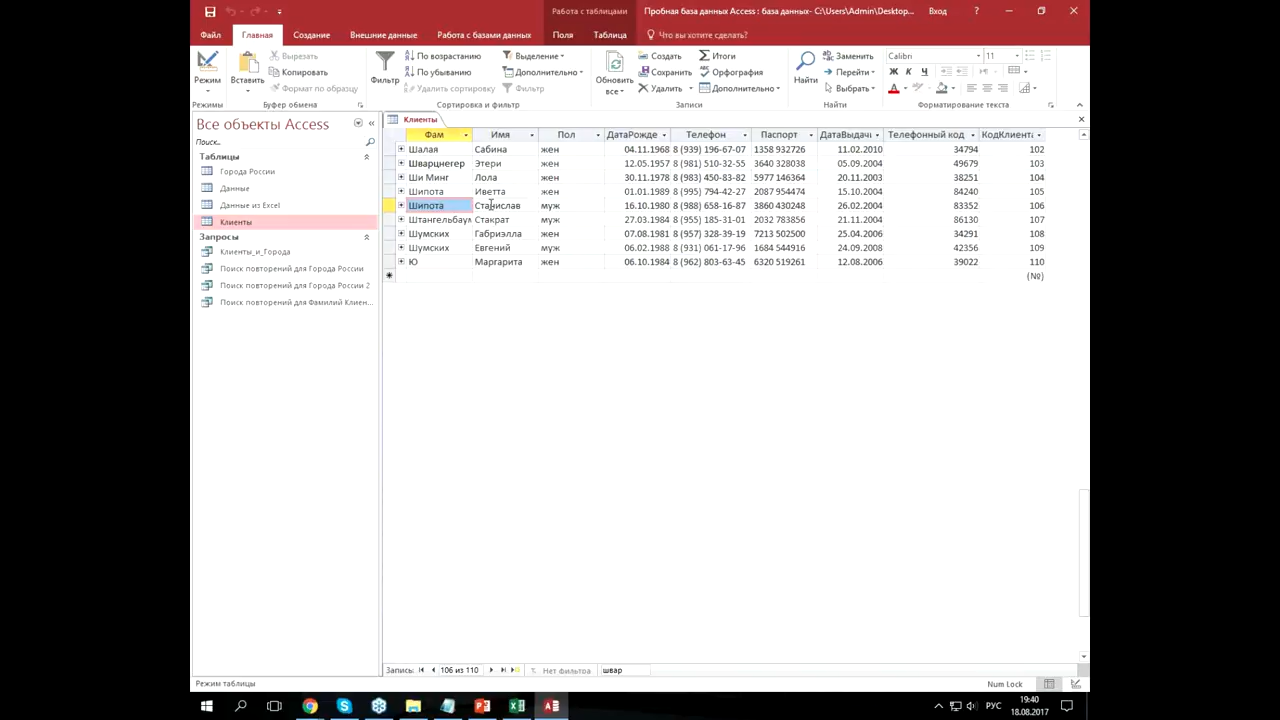 Работа с таблицами
Пробная база данных Access : база данных- C:\Users\Admin\Desktop...
Вход
?
Файл Главная Создание Внешние данные Работа с базами данных Поля Таблица Что вы хотите сделать?
Режим
Режимы
Вставить
Вырезать
Копировать
Формат по образцу
Буфер обмена
Фильтр
По возрастанию
По убыванию
Удалить сортировку
Выделение
Дополнительно
Фильтр
Сортировка и фильтр
Обновить
все
Создать
Сохранить
Удалить
Итоги
Орфография
Дополнительно
Записи
Найти
Заменить
Перейти
Выбрать
Найти
Calibri 11
Ж К Ч
А
Форматирование текста
Все объекты Access
Поиск...
Таблицы
Города России
Данные
Данные из Excel
Клиенты
Запросы
Клиенты_и_Города
Поиск повторений для Города России
Поиск повторений для Города России 2
Поиск повторений для Фамилий Клиен...
Клиенты
Фам Имя Пол ДатаРожде Телефон Паспорт ДатаВыдачи Телефонный код КодКлиента
Шалая Сабина жен 04.11.1968 8 (939) 196-67-07 1358 932726 11.02.2010 34794 102
Шварцнегер Этери жен 12.05.1957 8 (981) 510-32-55 3640 328038 05.09.2004 49679 103
Ши Минг Лола жен 30.11.1978 8 (983) 450-83-82 5977 146364 20.11.2003 38251 104
Шипота Иветта жен 01.01.1989 8 (995) 794-42-27 2087 954474 15.10.2004 84240 105
Шипота Станислав муж 16.10.1980 8 (988) 658-16-87 3860 430248 26.02.2004 83352 106
Штангельбаум Стакрат муж 27.03.1984 8 (955) 185-31-01 2032 783856 21.11.2004 86130 107
Шумских Габриэлла жен 07.08.1981 8 (957) 328-39-19 7213 502500 25.04.2006 34291 108
Шумских Евгений муж 06.02.1988 8 (931) 061-17-96 1684 544916 24.09.2008 42356 109
Ю Маргарита жен 06.10.1984 8 (962) 803-63-45 6320 519261 12.08.2006 39022 110
(№)
Запись: 106 из 110 Нет фильтра швар
Режим таблицы
Num Lock
РУС
19:40
18.08.2017